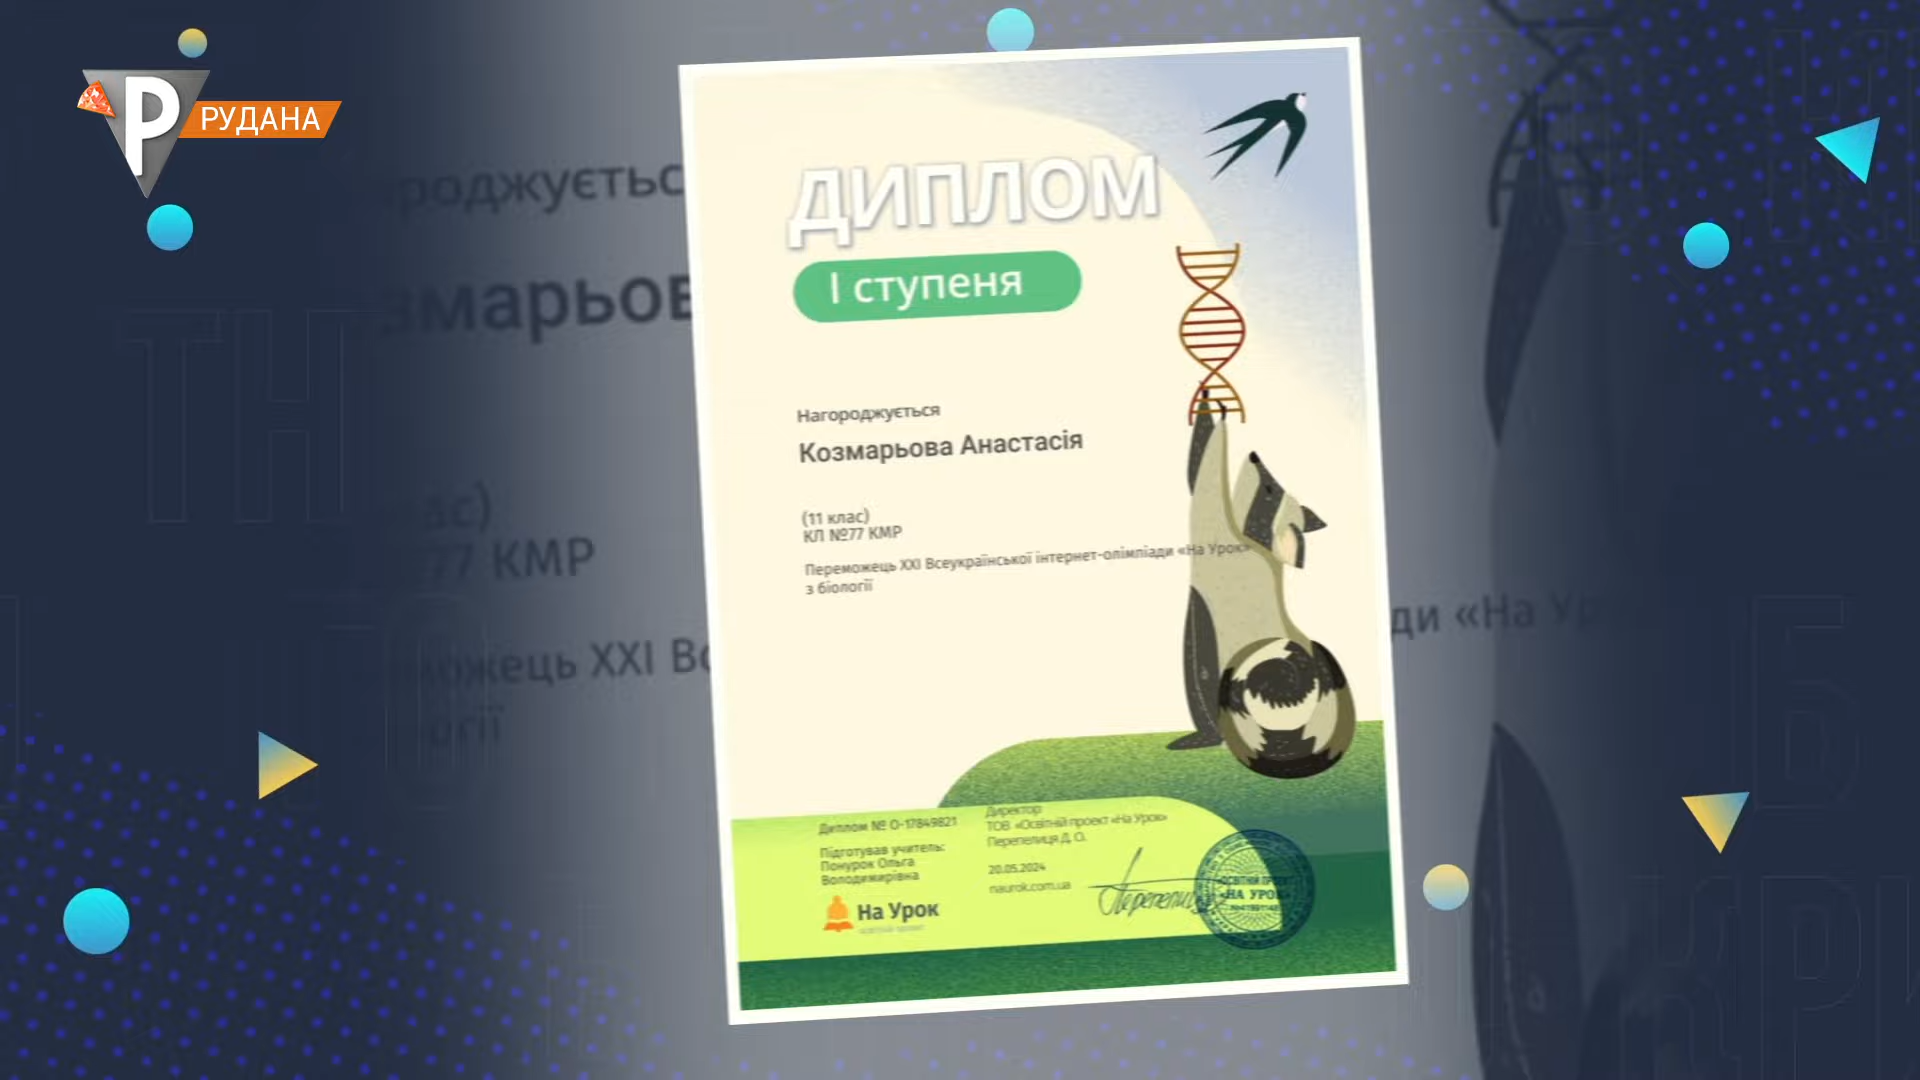 РУДАНА
ДИПЛОМ
І ступеня
Нагороджується
Козмарьова Анастасія
(11 клас)
КЛ №77 КМР
Переможець XXI Всеукраїнської інтернет-олімпіади «На Урок»
з біології
Диплом № О-17849821
Підготував учитель:
Понурок Ольга
Володимирівна
На Урок
Директор
ТОВ «Освітній проект «На Урок»
Перепелиця Д. О.
20.05.2024
naurok.com.ua
«НА УРОК»